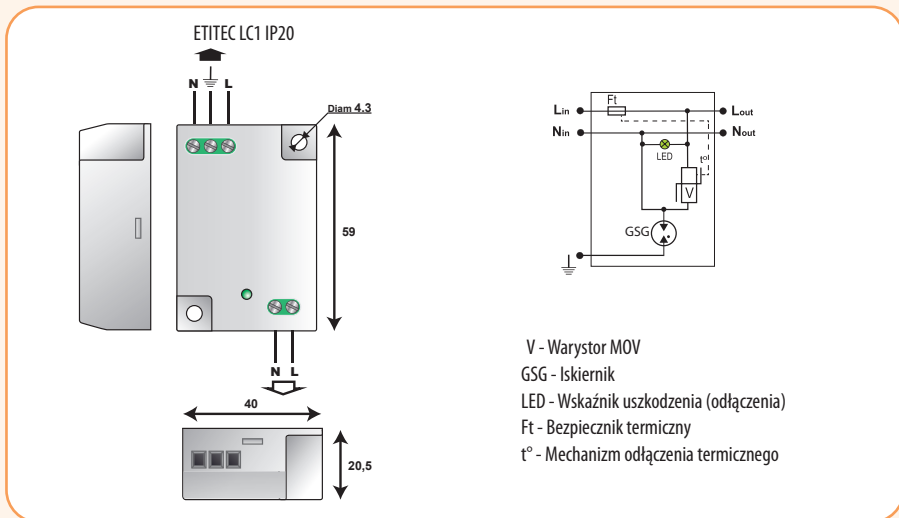 ETITEC LC1 IP20
N L
Diam 4.3
59
N L
40
20,5
Ft
Lin Lout
Nin Nout
LED
t°
V
GSG
V - Warystor MOV
GSG - Iskiernik
LED - Wskaźnik uszkodzenia (odłączenia)
Ft - Bezpiecznik termiczny
t° - Mechanizm odłączenia termicznego